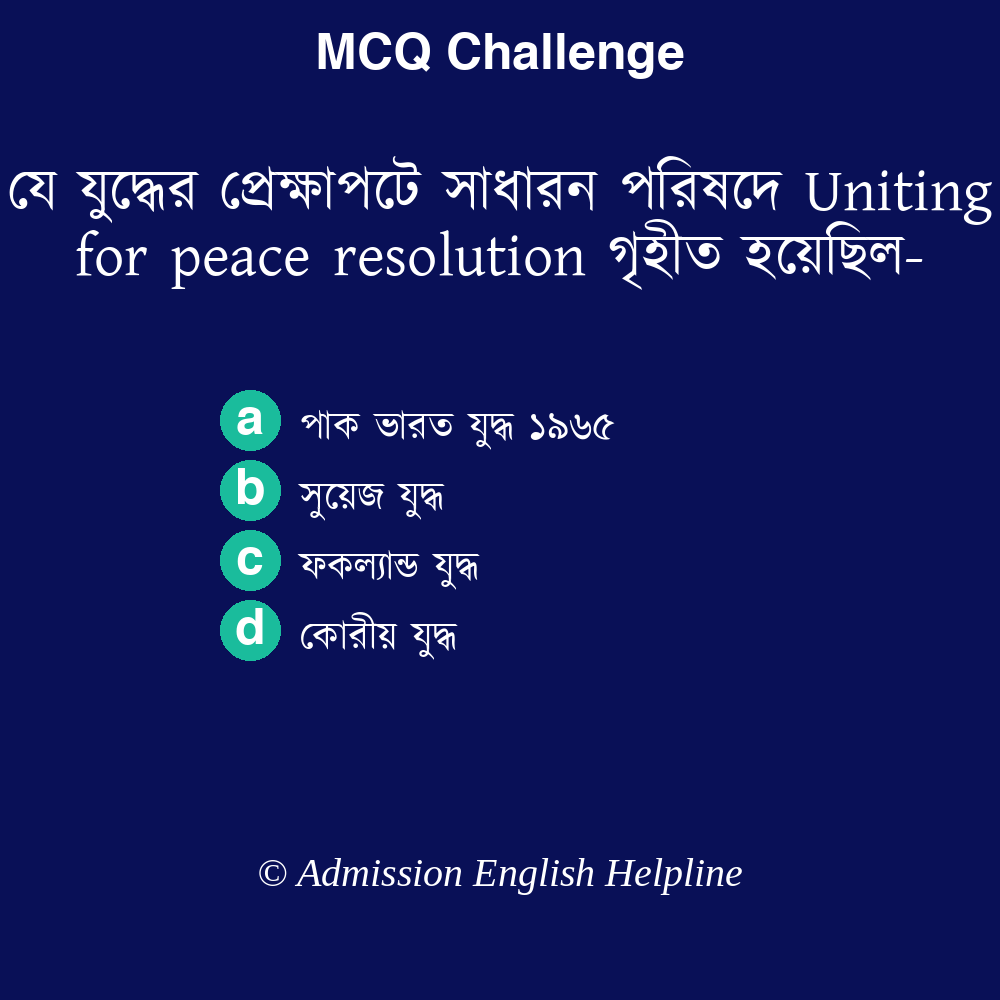 MCQ Challenge
যে যুদ্ধের প্রেক্ষাপটে সাধারন পরিষদে Uniting
for peace resolution গৃহীত হয়েছিল-
a পাক ভারত যুদ্ধ ১৯৬৫
b সুয়েজ যুদ্ধ
c ফকল্যান্ড যুদ্ধ
d কোরীয় যুদ্ধ
© Admission English Helpline